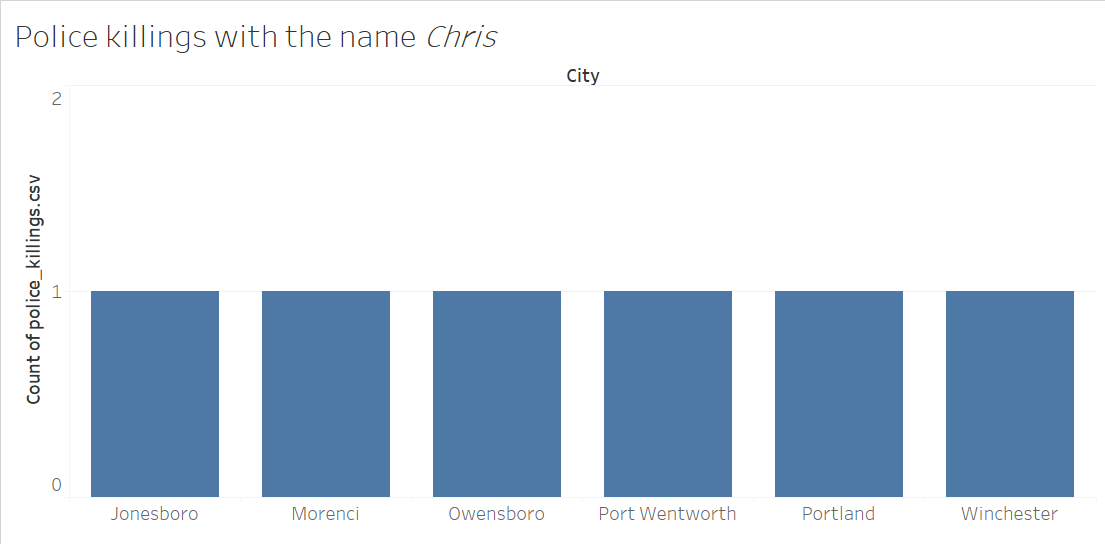 Police killings with the name Chris
City
Count of police_killings.csv
2
1
0
Jonesboro
Morenci
Owensboro
Port Wentworth
Portland
Winchester